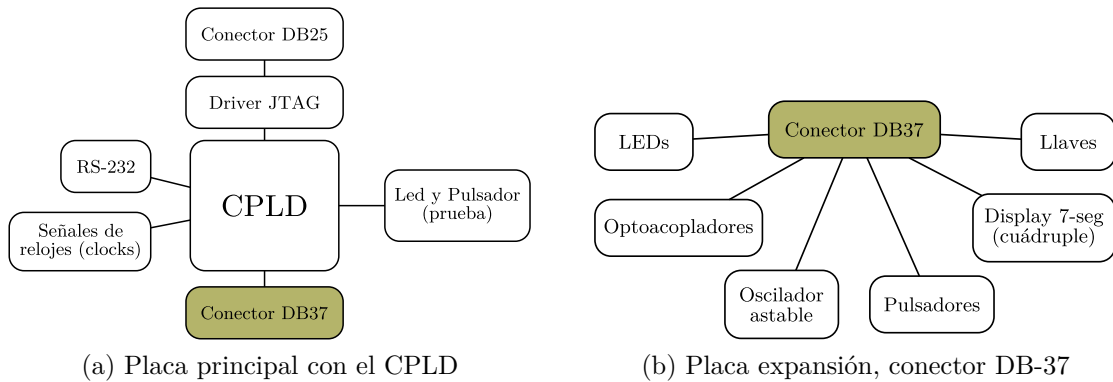 Conector DB25
Driver JTAG
RS-232
CPLD
Led y Pulsador
(prueba)
Señales de
relojes (clocks)
Conector DB37
(a) Placa principal con el CPLD
Conector DB37
LEDs
Llaves
Optoacopladores
Display 7-seg
(cuádruple)
Oscilador
astable
Pulsadores
(b) Placa expansión, conector DB-37